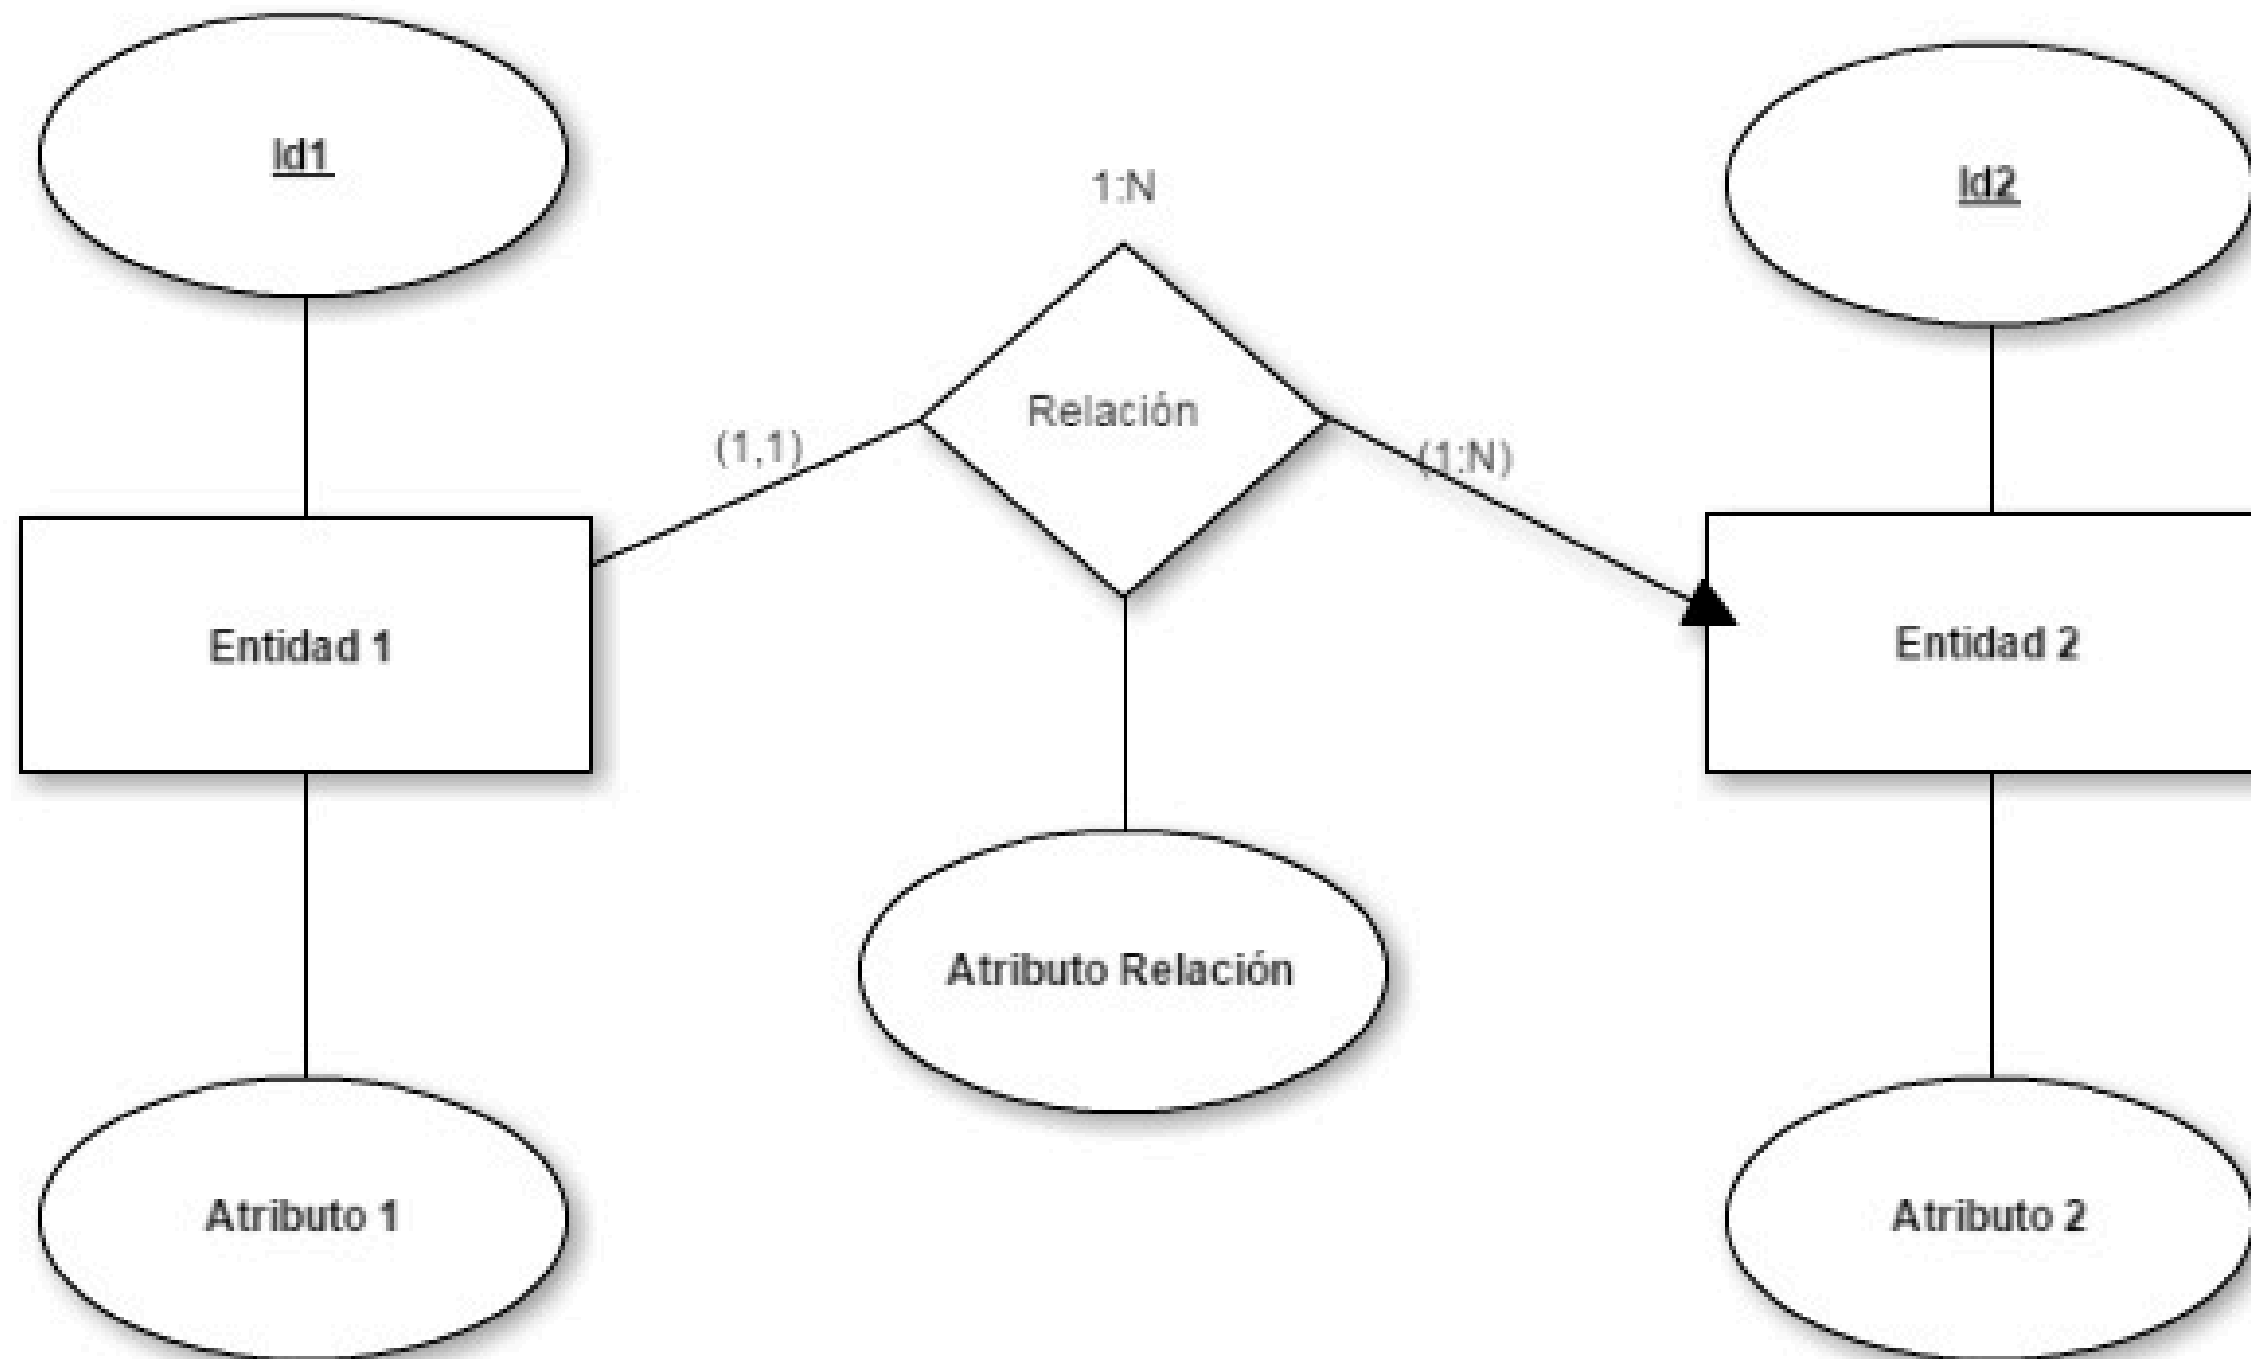 Id1
1:N
Id2
Relación
(1,1)
(1:N)
Entidad 1
Entidad 2
Atributo Relación
Atributo 1
Atributo 2